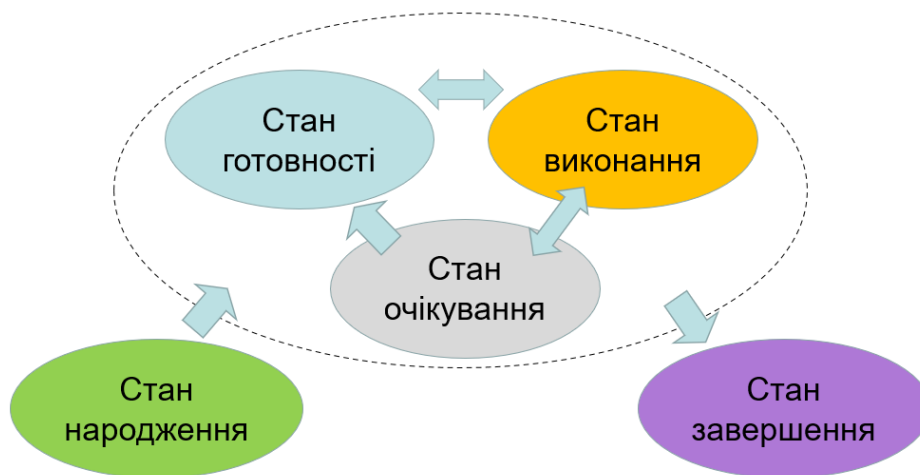 Стан
готовності
Стан
виконання
Стан
очікування
Стан
народження
Стан
завершення